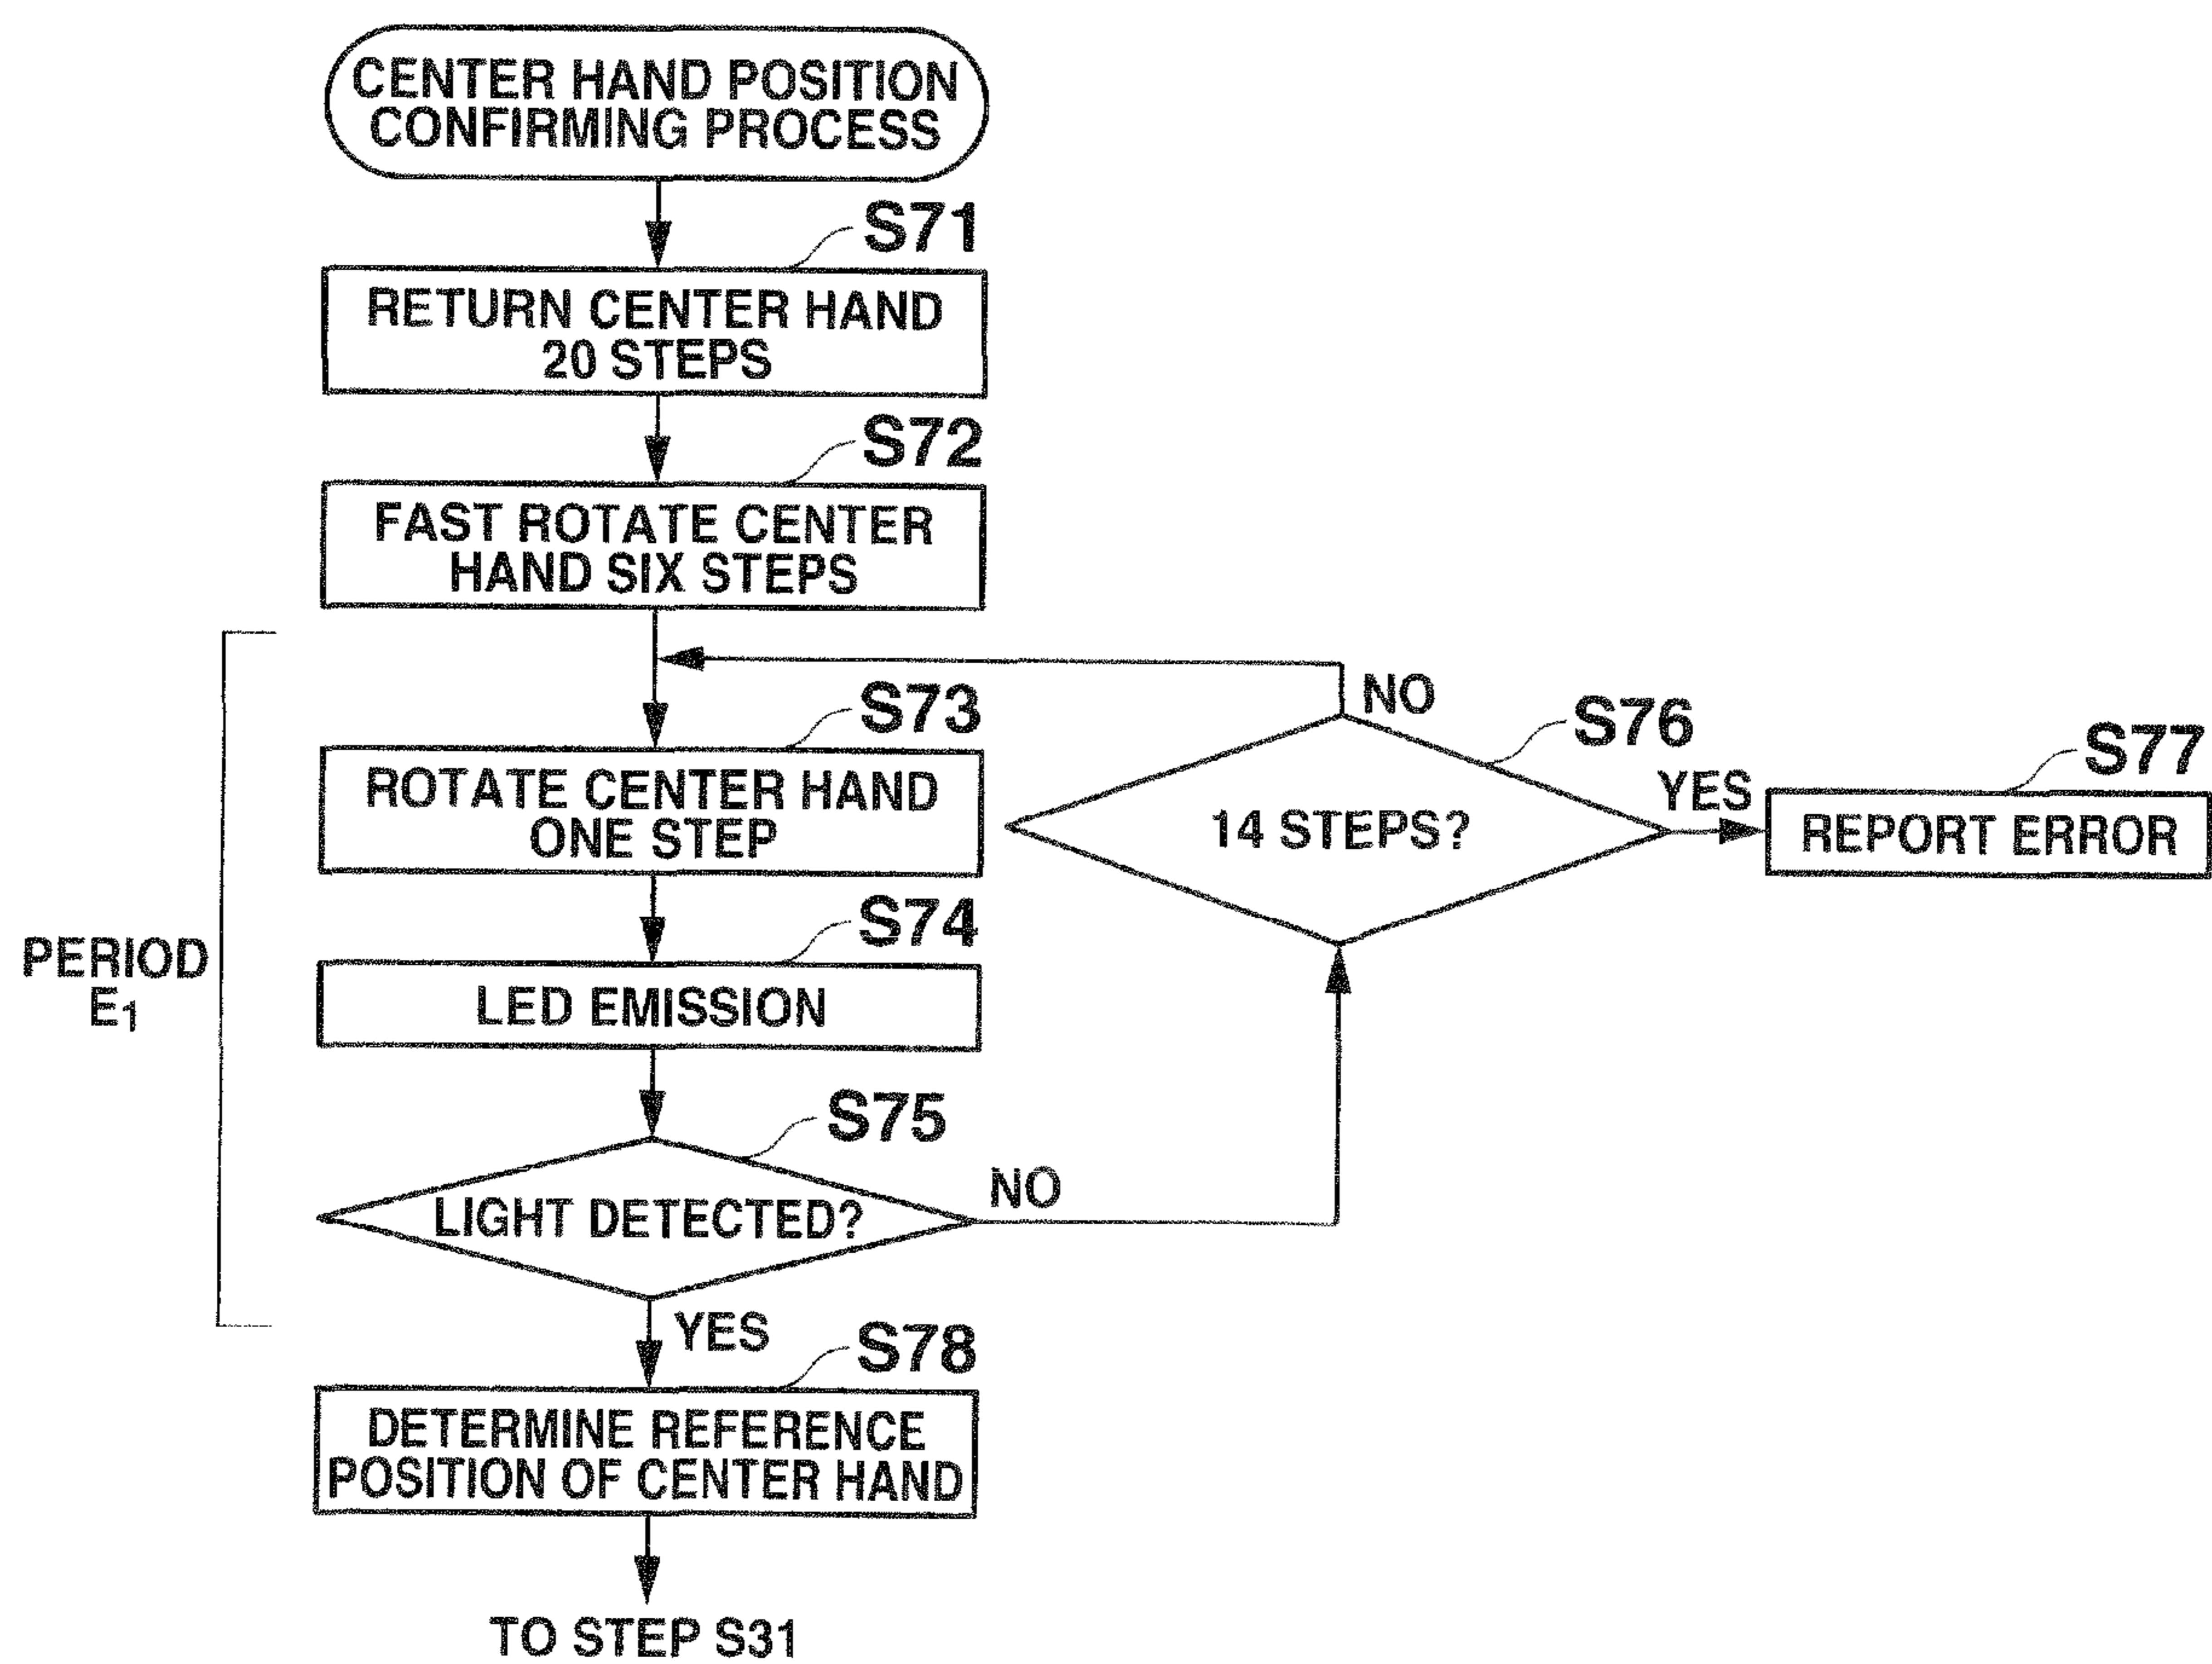 CENTER HAND POSITION
CONFIRMING PROCESS
S71
RETURN CENTER HAND
20 STEPS
S72
FAST ROTATE CENTER
HAND SIX STEPS
NO
S73
S76
S77
ROTATE CENTER HAND
ONE STEP
14 STEPS?
YES
REPORT ERROR
S74
PERIOD
E1
LED EMISSION
S75
LIGHT DETECTED?
NO
YES
S78
DETERMINE REFERENCE
POSITION OF CENTER HAND
TO STEP S31